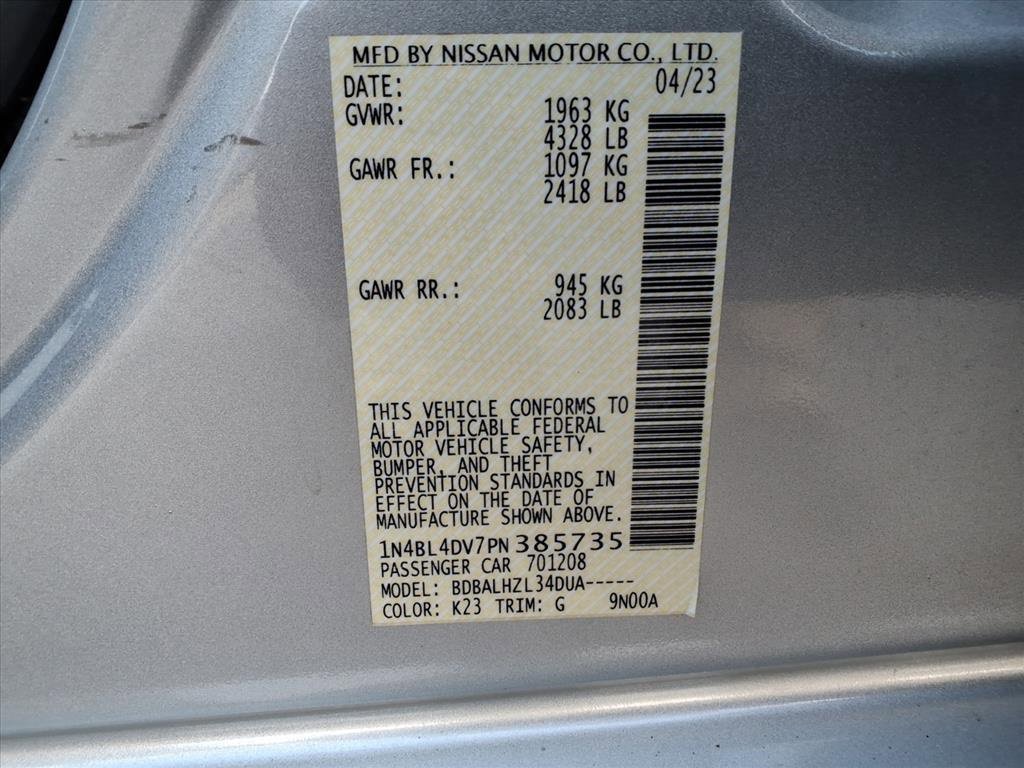 MFD BY NISSAN MOTOR CO., LTD.
DATE: 04/23
GVWR: 1963 KG
4328 LB
GAWR FR.: 1097 KG
2418 LB
GAWR RR.: 945 KG
2083 LB
THIS VEHICLE CONFORMS TO
ALL APPLICABLE FEDERAL
MOTOR VEHICLE SAFETY,
BUMPER, AND THEFT
PREVENTION STANDARDS IN
EFFECT ON THE DATE OF
MANUFACTURE SHOWN ABOVE.
1N4BL4DV7PN385735
PASSENGER CAR 701208
MODEL: BDBALHZL34DUA-----
COLOR: K23 TRIM: G 9N00A